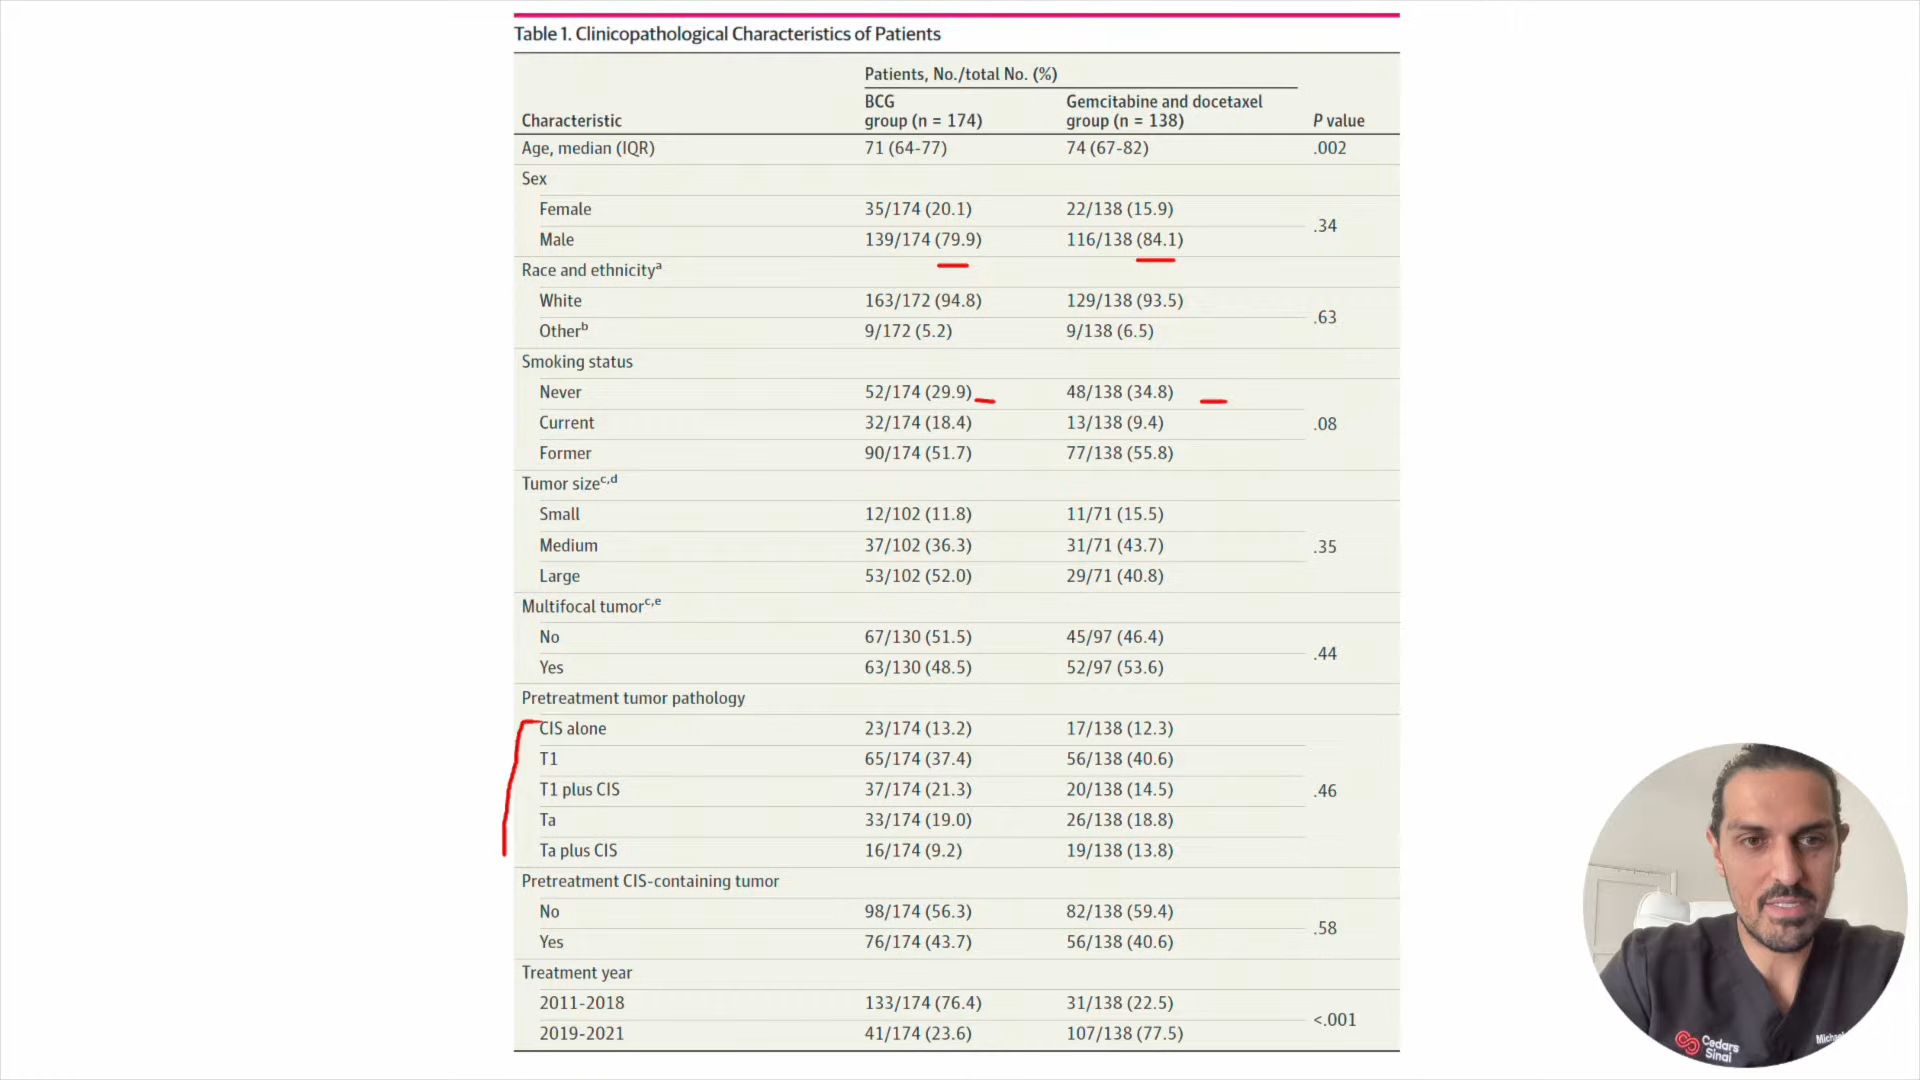 Table 1. Clinicopathological Characteristics of Patients
Patients, No./total No. (%)
Characteristic BCG group (n = 174) Gemcitabine and docetaxel group (n = 138) P value
Age, median (IQR) 71 (64-77) 74 (67-82) .002
Sex
Female 35/174 (20.1) 22/138 (15.9)
.34
Male 139/174 (79.9) 116/138 (84.1)
Race and ethnicitya
White 163/172 (94.8) 129/138 (93.5)
.63
Otherb 9/172 (5.2) 9/138 (6.5)
Smoking status
Never 52/174 (29.9) 48/138 (34.8)
Current 32/174 (18.4) 13/138 (9.4) .08
Former 90/174 (51.7) 77/138 (55.8)
Tumor sizec,d
Small 12/102 (11.8) 11/71 (15.5)
Medium 37/102 (36.3) 31/71 (43.7) .35
Large 53/102 (52.0) 29/71 (40.8)
Multifocal tumorc,e
No 67/130 (51.5) 45/97 (46.4)
.44
Yes 63/130 (48.5) 52/97 (53.6)
Pretreatment tumor pathology
CIS alone 23/174 (13.2) 17/138 (12.3)
T1 65/174 (37.4) 56/138 (40.6)
T1 plus CIS 37/174 (21.3) 20/138 (14.5) .46
Ta 33/174 (19.0) 26/138 (18.8)
Ta plus CIS 16/174 (9.2) 19/138 (13.8)
Pretreatment CIS-containing tumor
No 98/174 (56.3) 82/138 (59.4)
.58
Yes 76/174 (43.7) 56/138 (40.6)
Treatment year
2011-2018 133/174 (76.4) 31/138 (22.5)
<.001
2019-2021 41/174 (23.6) 107/138 (77.5)
Cedars
Sinai